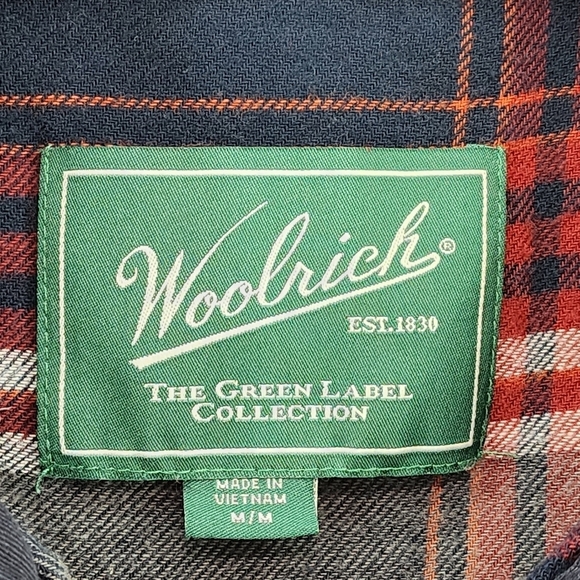 Woolrich®
EST. 1830
THE GREEN LABEL
COLLECTION
MADE IN
VIETNAM
M/M